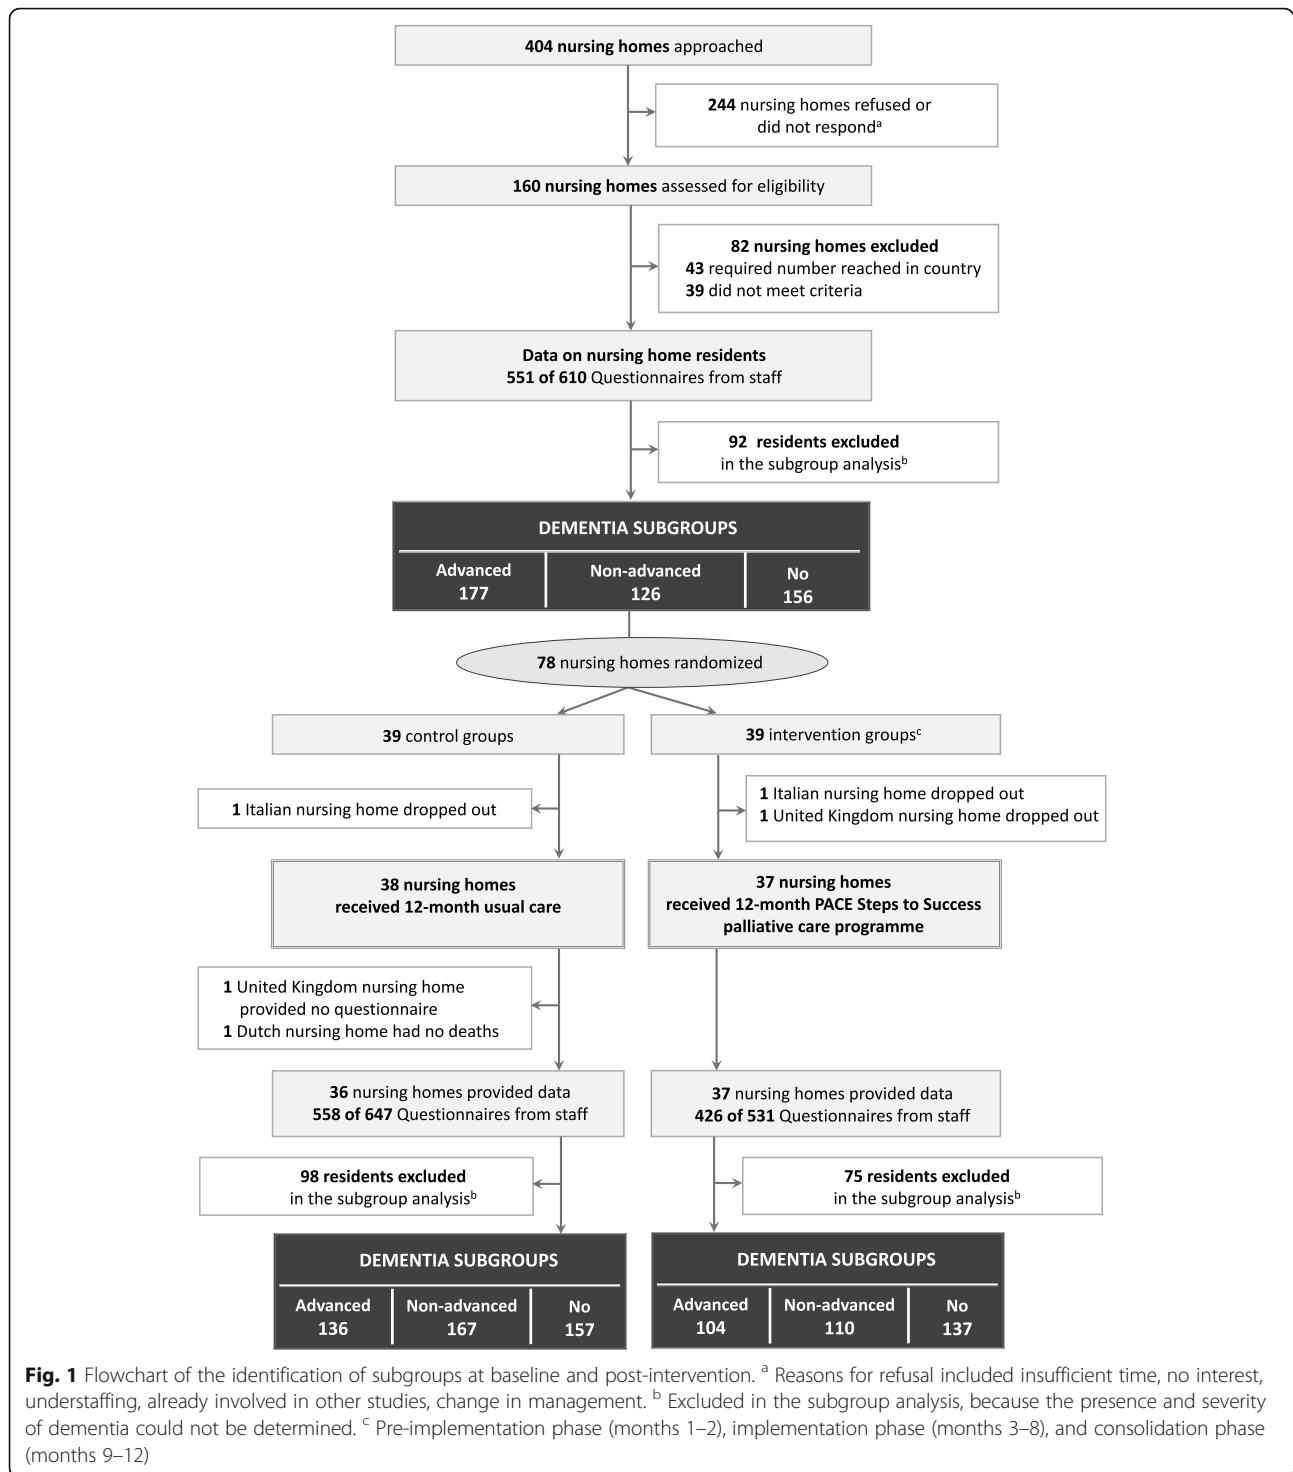 404 nursing homes approached
244 nursing homes refused or
did not respondᵃ
160 nursing homes assessed for eligibility
82 nursing homes excluded
43 required number reached in country
39 did not meet criteria
Data on nursing home residents
551 of 610 Questionnaires from staff
92 residents excluded
in the subgroup analysisᵇ
DEMENTIA SUBGROUPS
Advanced
177
Non-advanced
126
No
156
78 nursing homes randomized
39 control groups
39 intervention groupsᶜ
1 Italian nursing home dropped out
1 Italian nursing home dropped out
1 United Kingdom nursing home dropped out
38 nursing homes
received 12-month usual care
37 nursing homes
received 12-month PACE Steps to Success
palliative care programme
1 United Kingdom nursing home
provided no questionnaire
1 Dutch nursing home had no deaths
36 nursing homes provided data
558 of 647 Questionnaires from staff
37 nursing homes provided data
426 of 531 Questionnaires from staff
98 residents excluded
in the subgroup analysisᵇ
75 residents excluded
in the subgroup analysisᵇ
DEMENTIA SUBGROUPS
Advanced
136
Non-advanced
167
No
157
DEMENTIA SUBGROUPS
Advanced
104
Non-advanced
110
No
137
Fig. 1 Flowchart of the identification of subgroups at baseline and post-intervention. ᵃ Reasons for refusal included insufficient time, no interest,
understaffing, already involved in other studies, change in management. ᵇ Excluded in the subgroup analysis, because the presence and severity
of dementia could not be determined. ᶜ Pre-implementation phase (months 1–2), implementation phase (months 3–8), and consolidation phase
(months 9–12)